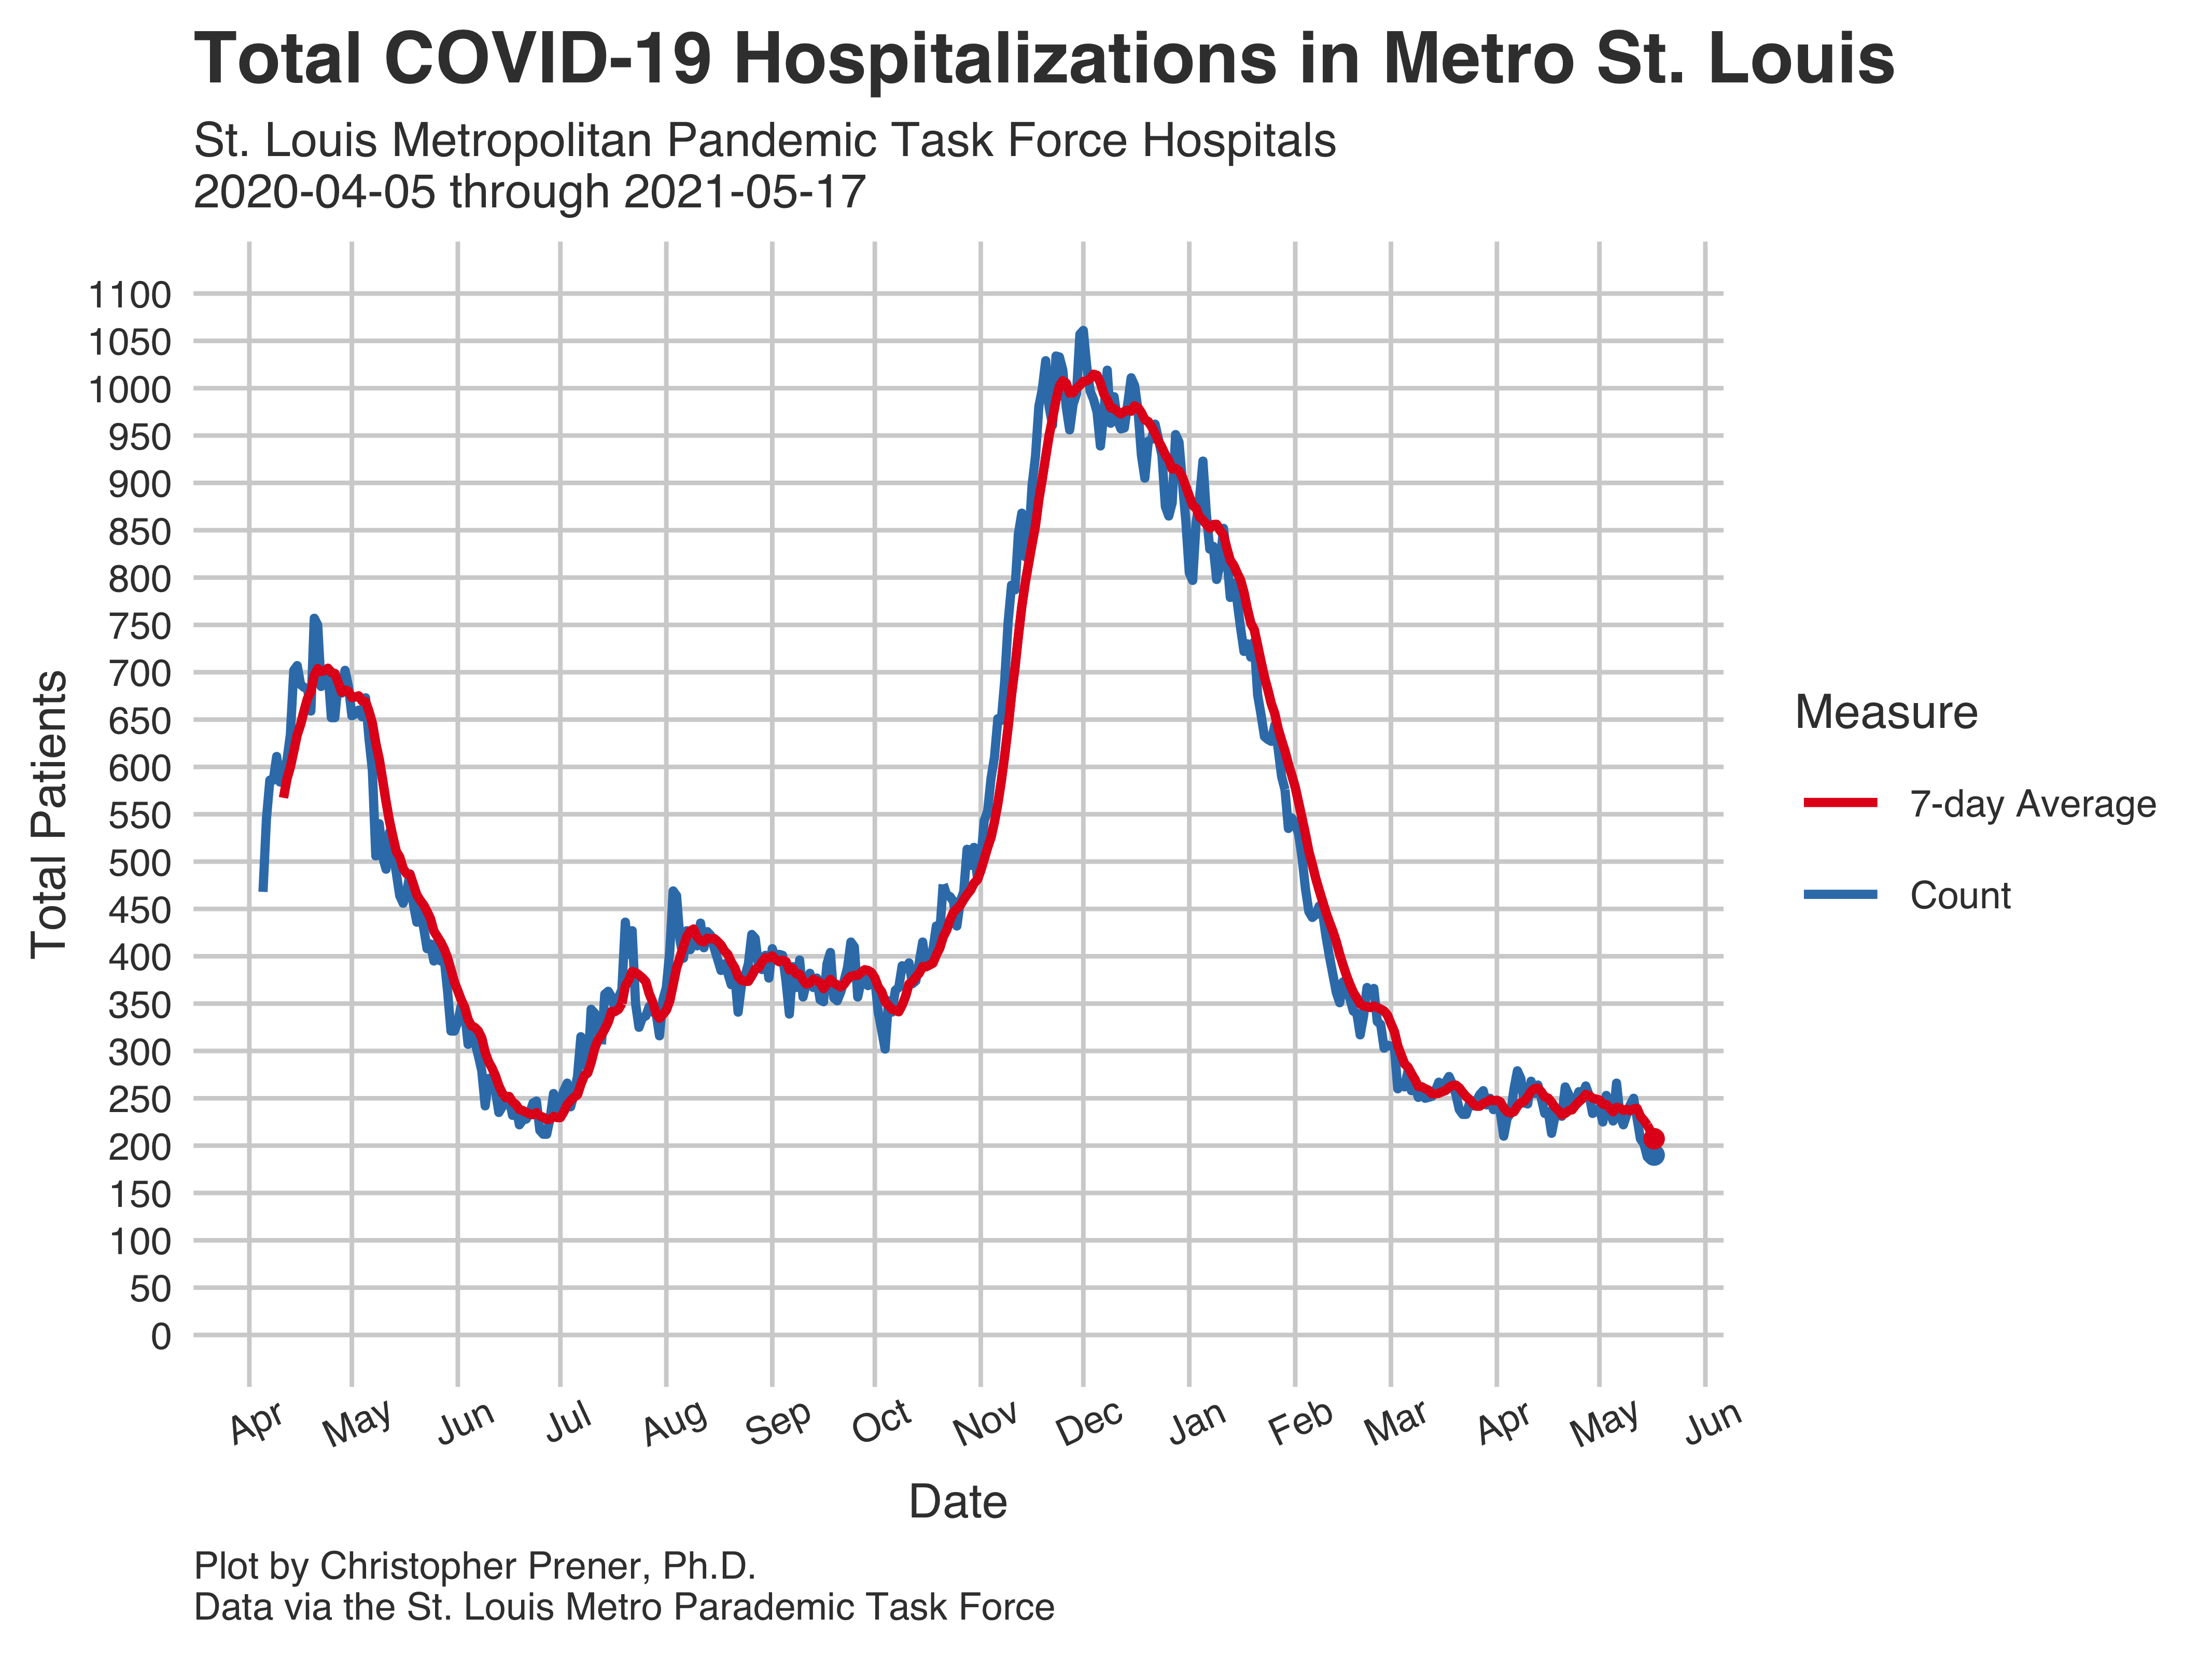 Total COVID-19 Hospitalizations in Metro St. Louis
St. Louis Metropolitan Pandemic Task Force Hospitals
2020-04-05 through 2021-05-17
1100
1050
1000
950
900
850
800
750
700
650
600
550
500
450
400
350
300
250
200
150
100
50
0
Total Patients
Apr May Jun Jul Aug Sep Oct Nov Dec Jan Feb Mar Apr May Jun
Date
Measure
7-day Average
Count
Plot by Christopher Prener, Ph.D.
Data via the St. Louis Metro Parademic Task Force